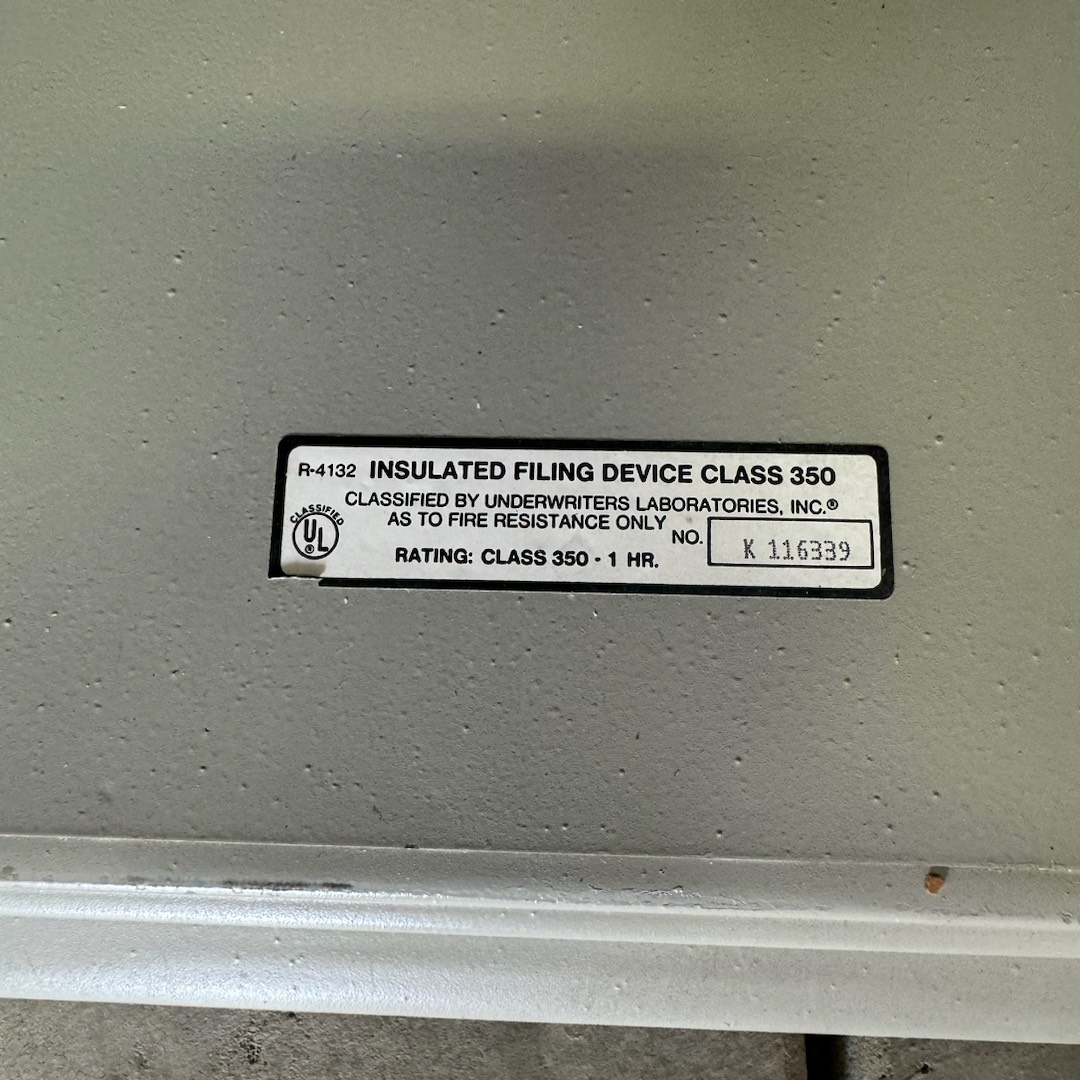 R-4132 INSULATED FILING DEVICE CLASS 350
CLASSIFIED BY UNDERWRITERS LABORATORIES, INC.®
AS TO FIRE RESISTANCE ONLY
CLASSIFIED
UL®
NO. K 116339
RATING: CLASS 350 - 1 HR.